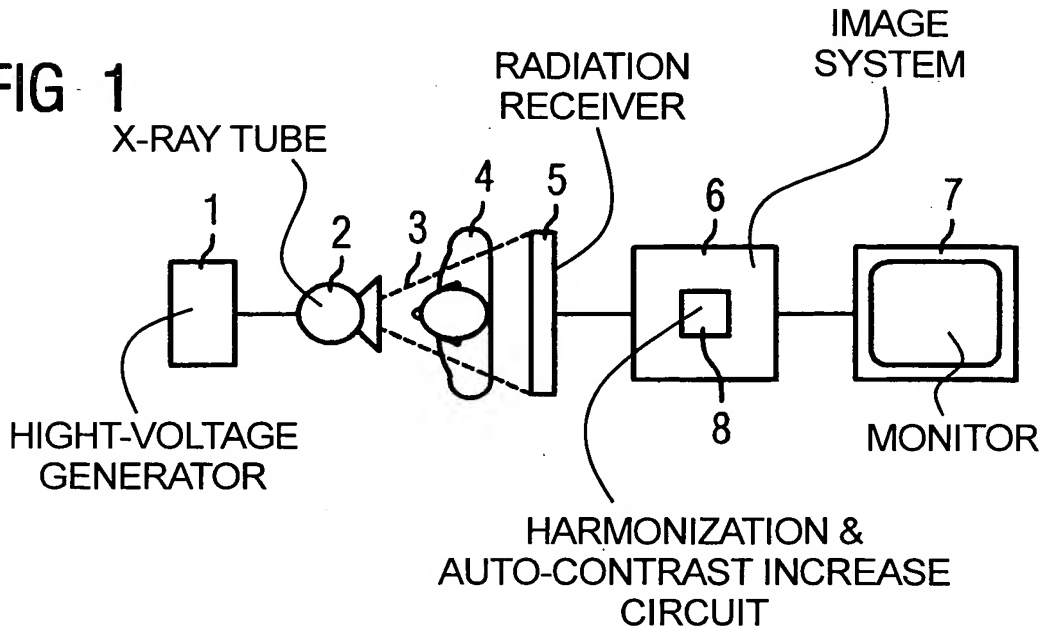 FIG 1
IMAGE
SYSTEM
RADIATION
RECEIVER
X-RAY TUBE
1
2
3
4
5
6
7
8
HIGHT-VOLTAGE
GENERATOR
MONITOR
HARMONIZATION &
AUTO-CONTRAST INCREASE
CIRCUIT